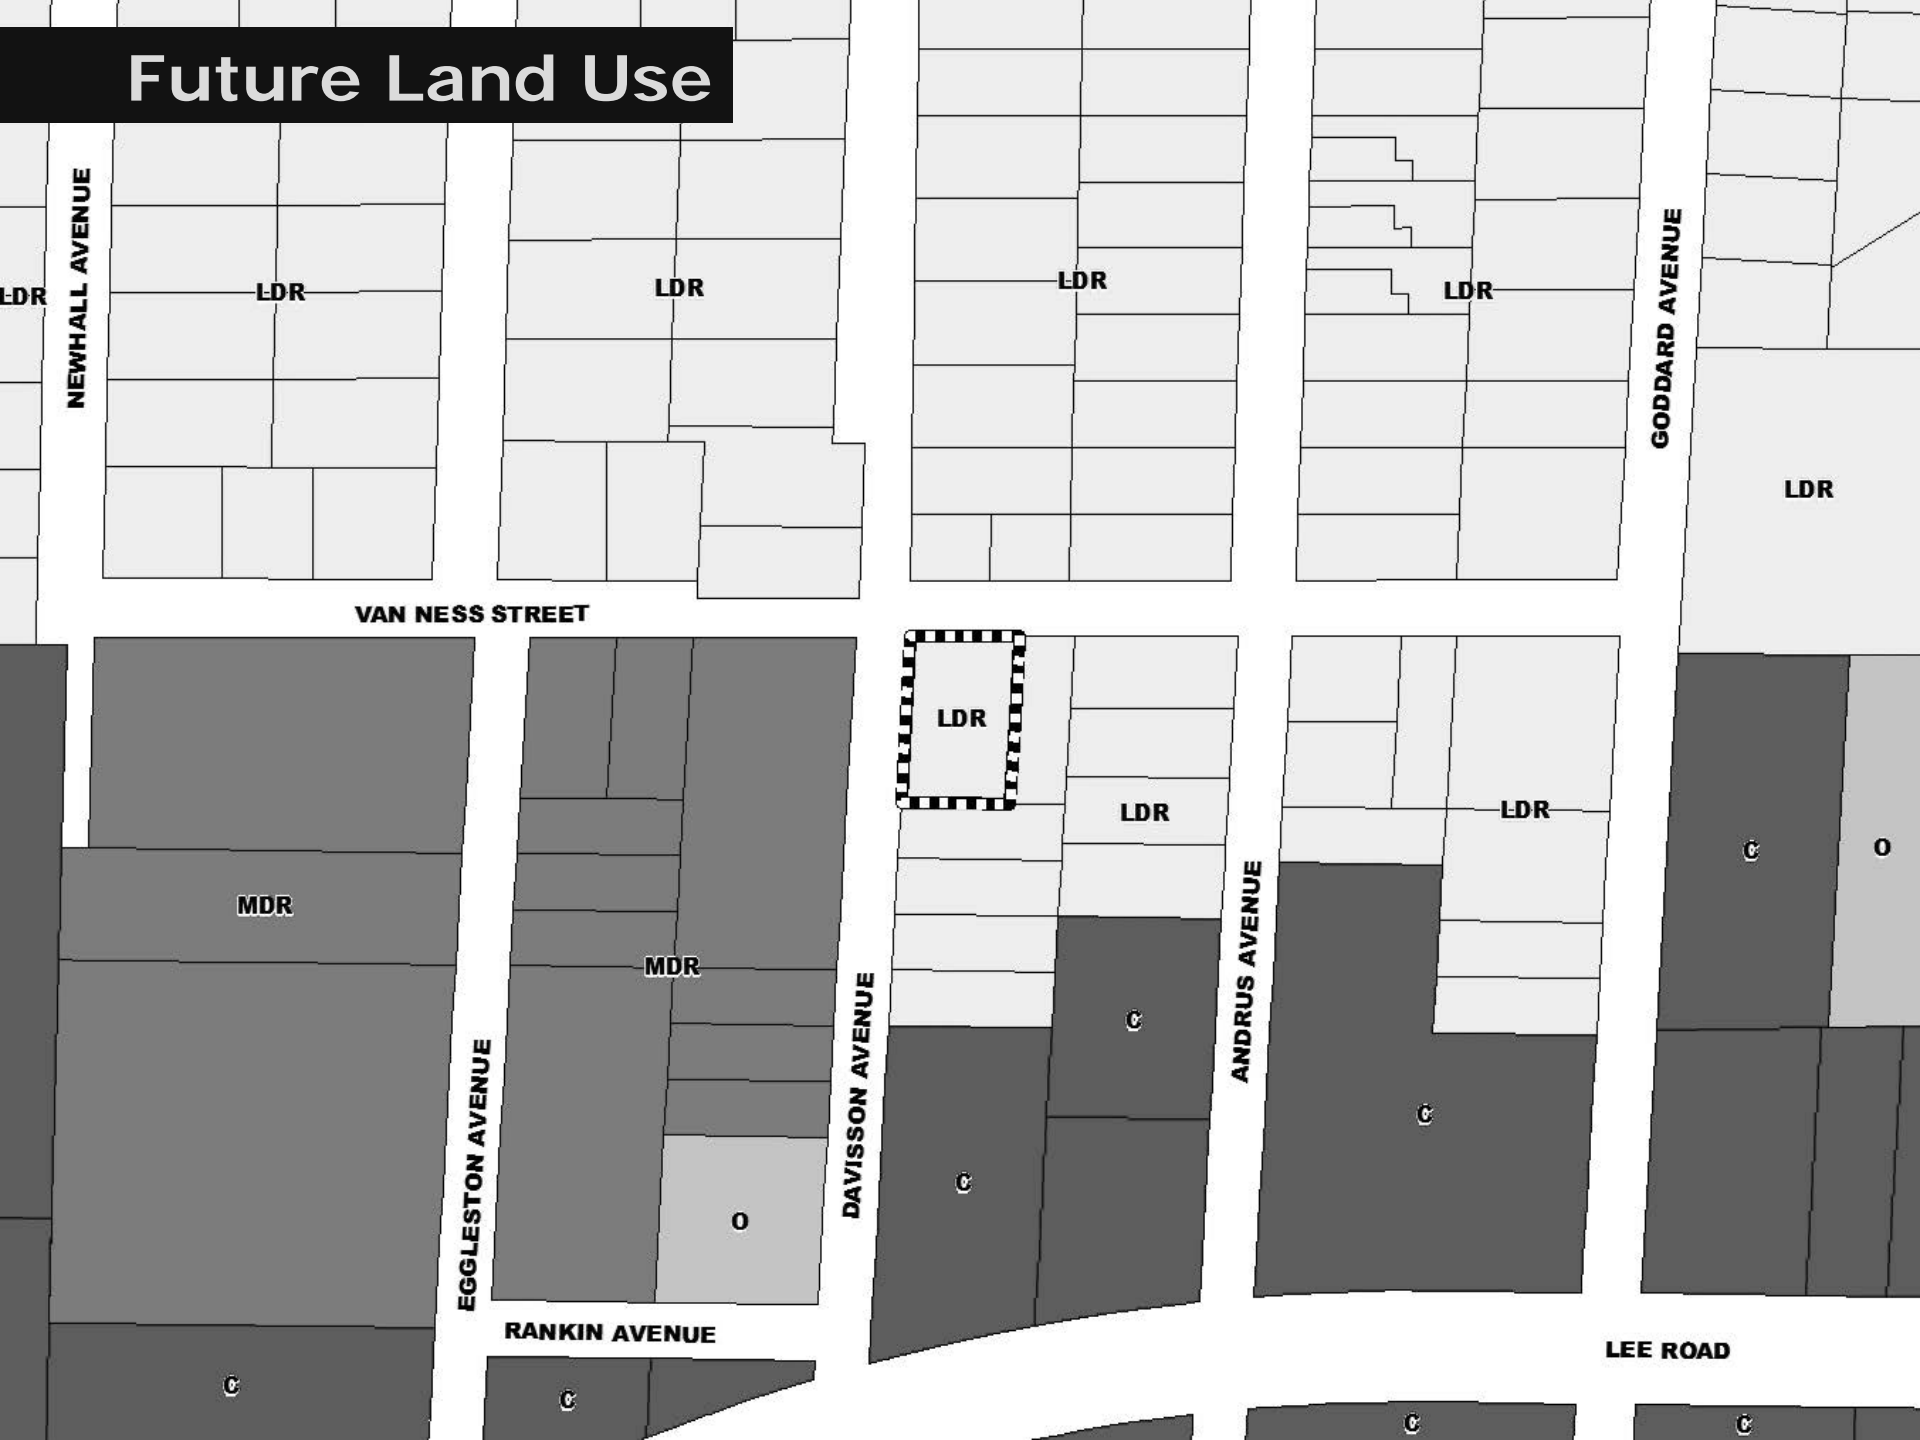 Future Land Use
NEWHALL AVENUE
GODDARD AVENUE
LDR
LDR
LDR
LDR
LDR
LDR
VAN NESS STREET
LDR
LDR
LDR
C
O
MDR
MDR
EGGLESTON AVENUE
DAVISSON AVENUE
ANDRUS AVENUE
C
C
C
O
RANKIN AVENUE
LEE ROAD
C
C
C
C